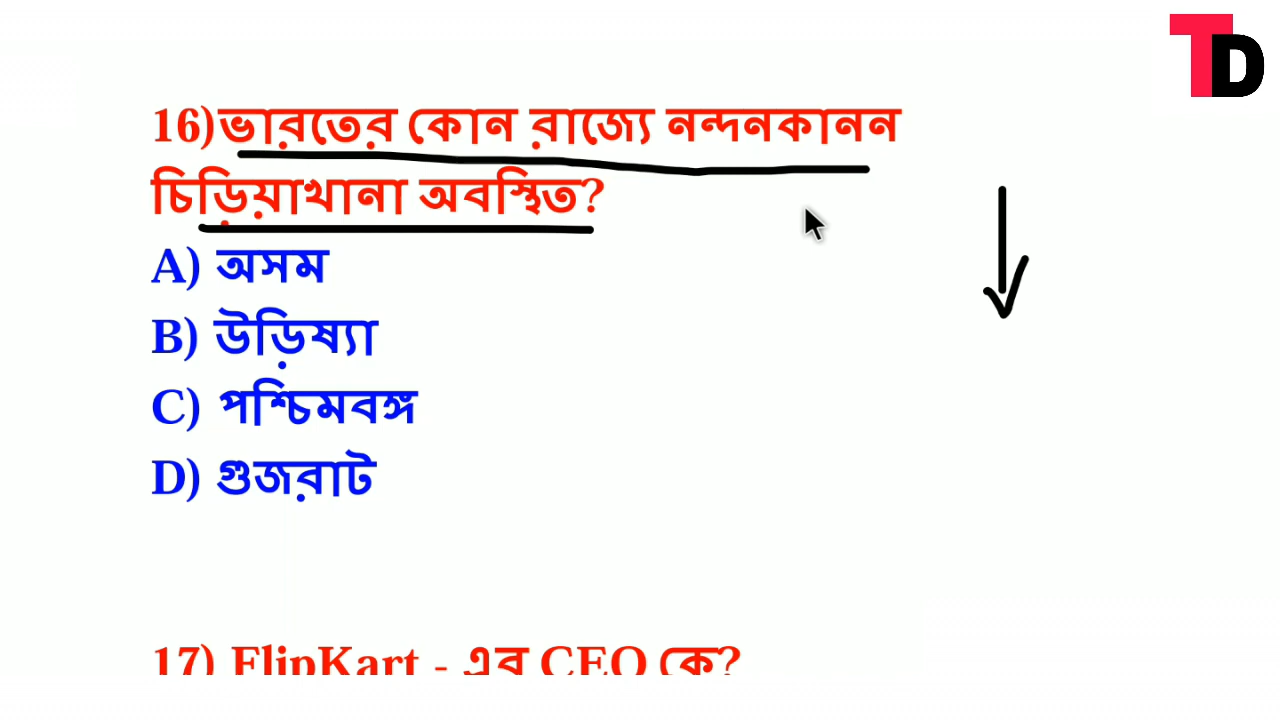 TD
16)ভারতের কোন রাজ্যে নন্দনকানন
চিড়িয়াখানা অবস্থিত?
A) অসম
B) উড়িষ্যা
C) পশ্চিমবঙ্গ
D) গুজরাট
17) FlipKart - এর CEO কে?